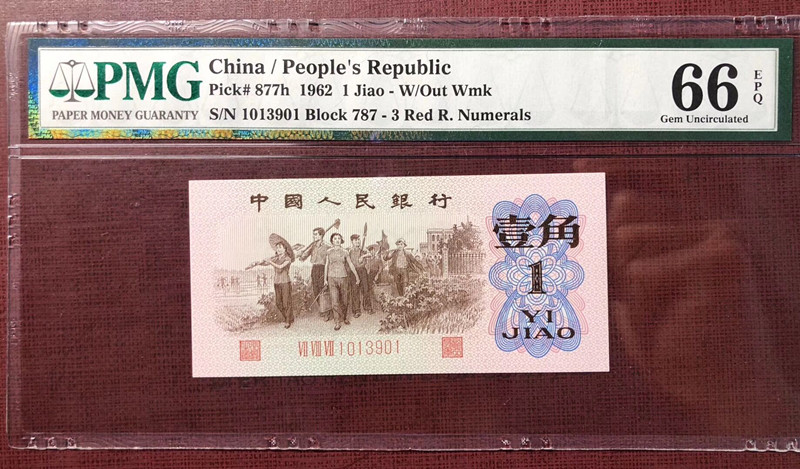 PMG
PAPER MONEY GUARANTY
China / People's Republic
Pick# 877h 1962 1 Jiao - W/Out Wmk
S/N 1013901 Block 787 - 3 Red R. Numerals
66 EPQ
Gem Uncirculated
中國人民銀行
壹角
1
YI
JIAO
VII VIII VII 1013901